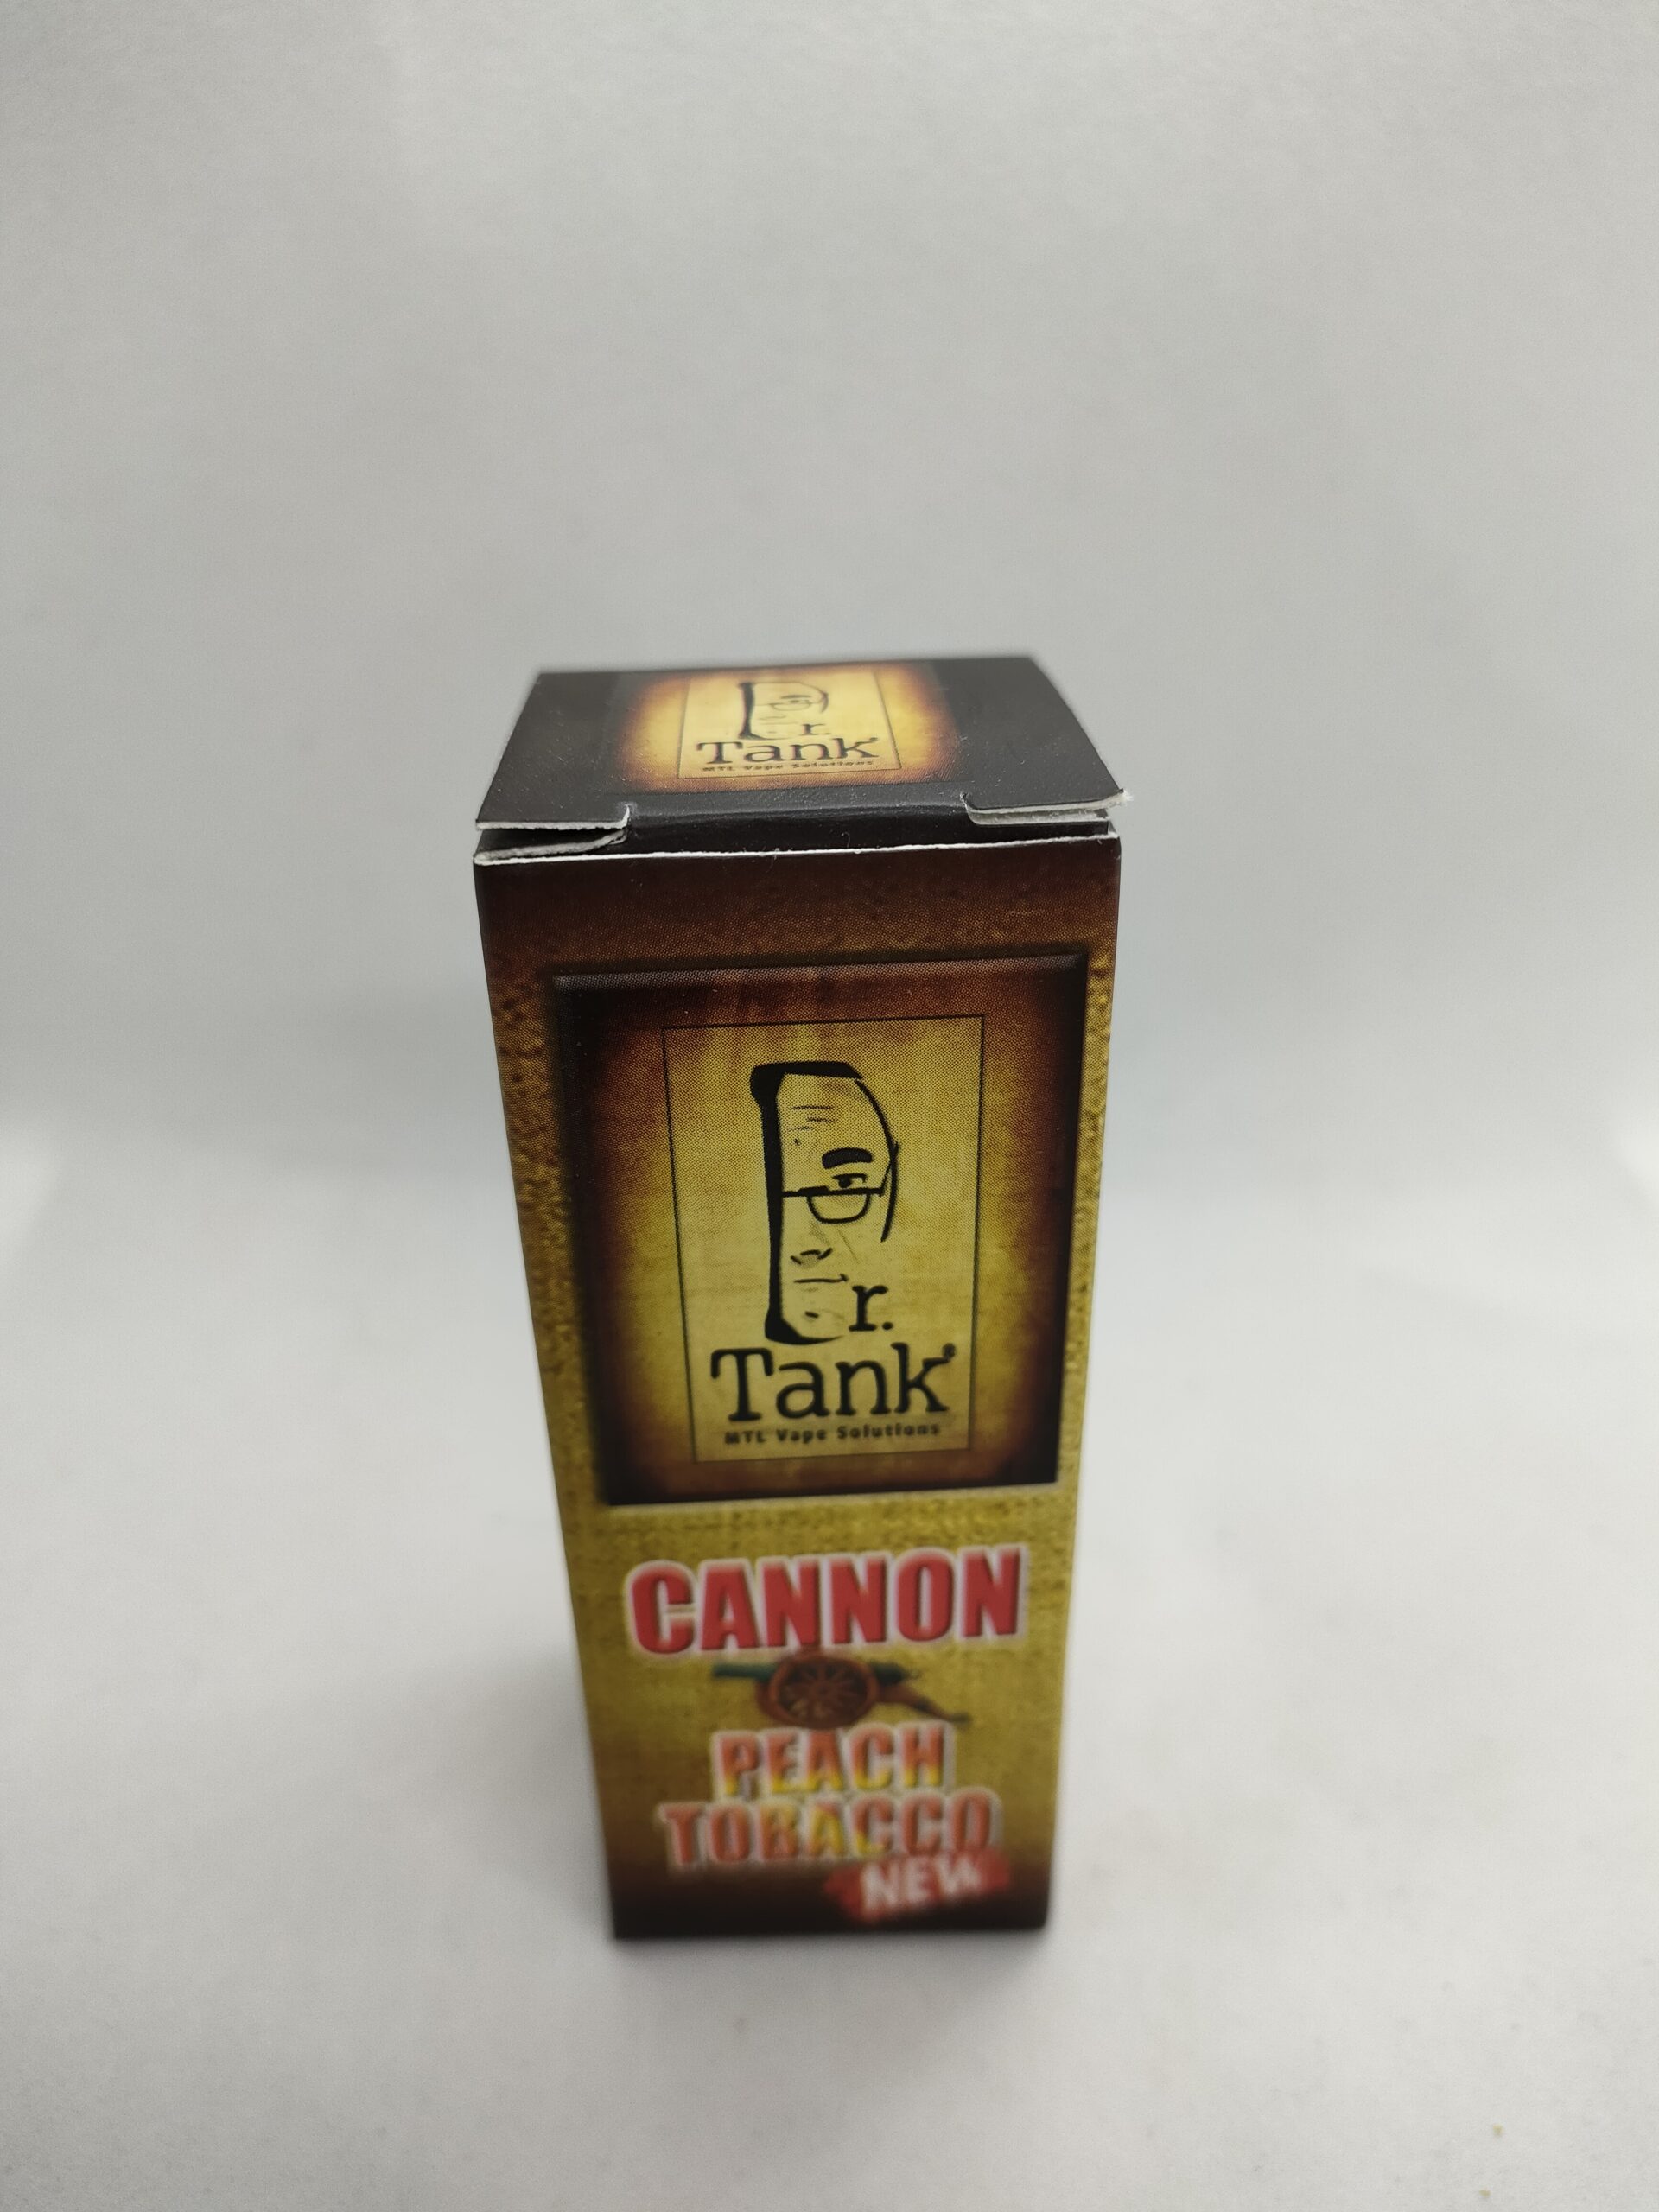 Dr.
Tank®
MTL Vape Solutions
Dr.
Tank®
MTL Vape Solutions
CANNON
PEACH
TOBACCO
NEW